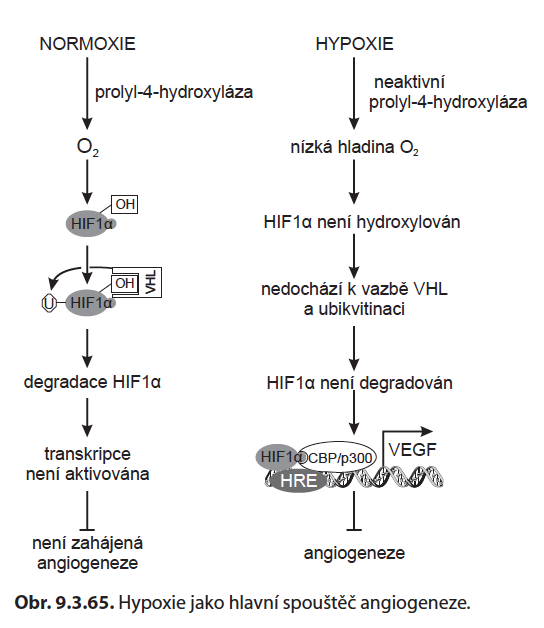 NORMOXIE
prolyl-4-hydroxyláza
O₂
OH
HIF1α
OH
VHL
U
HIF1α
degradace HIF1α
transkripce
není aktivována
není zahájená
angiogeneze
HYPOXIE
neaktivní
prolyl-4-hydroxyláza
nízká hladina O₂
HIF1α není hydroxylován
nedochází k vazbě VHL
a ubikvitinaci
HIF1α není degradován
HIF1α
CBP/p300
VEGF
HRE
angiogeneze
Obr. 9.3.65. Hypoxie jako hlavní spouštěč angiogeneze.